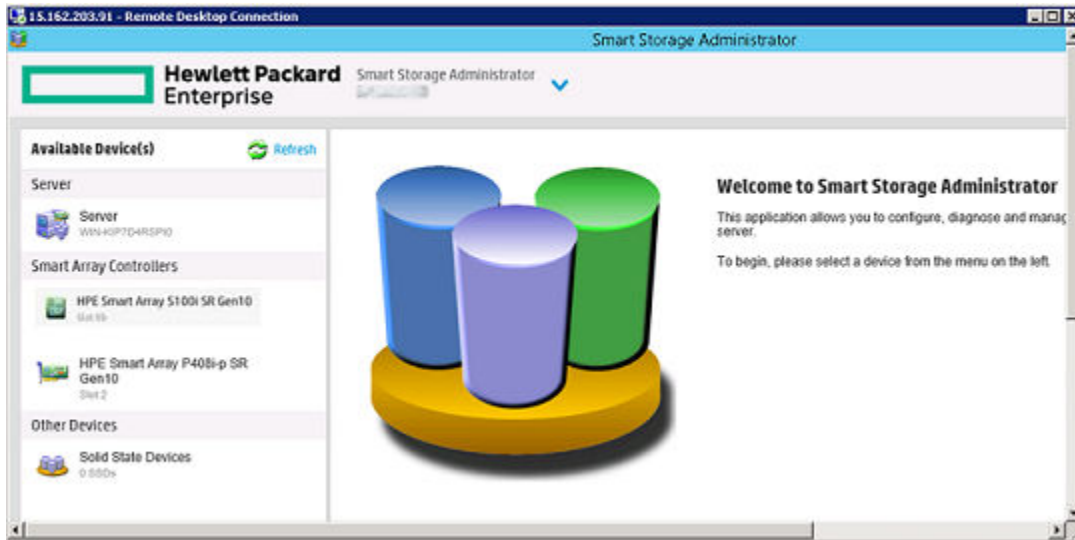 15.162.203.91 - Remote Desktop Connection
Smart Storage Administrator
Hewlett Packard
Enterprise
Smart Storage Administrator
Available Device(s)
Refresh
Server
Server
Smart Array Controllers
HPE Smart Array S100i SR Gen10
HPE Smart Array P408i-p SR
Gen10
Slot 2
Other Devices
Solid State Devices
0 SSDs
Welcome to Smart Storage Administrator
This application allows you to configure, diagnose and manag
server.
To begin, please select a device from the menu on the left.